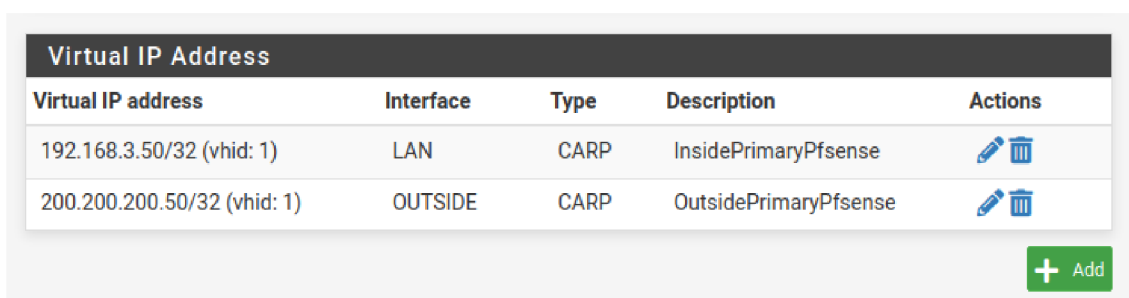 Virtual IP Address
Virtual IP address Interface Type Description Actions
192.168.3.50/32 (vhid: 1) LAN CARP InsidePrimaryPfsense
200.200.200.50/32 (vhid: 1) OUTSIDE CARP OutsidePrimaryPfsense
Add